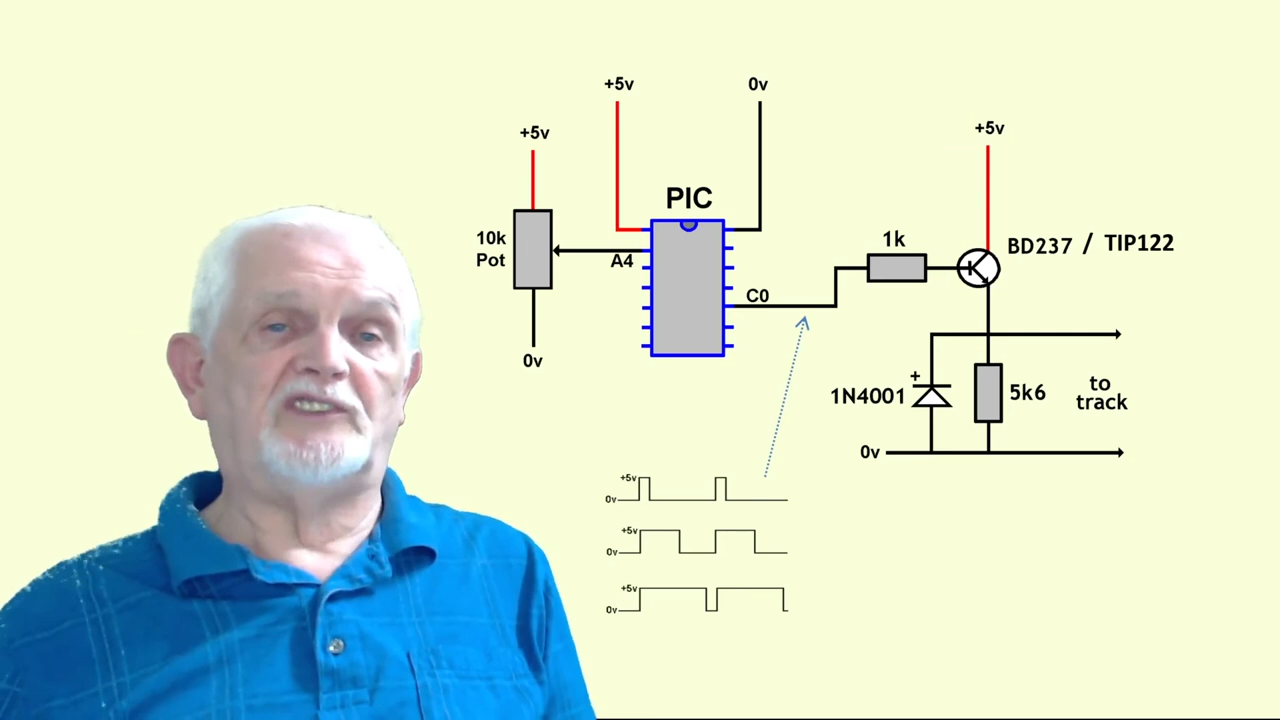 +5v
0v
+5v
+5v
PIC
10k
Pot
A4
1k
BD237 / TIP122
C0
0v
+
1N4001
5k6
to
track
0v
+5v
0v
+5v
0v
+5v
0v